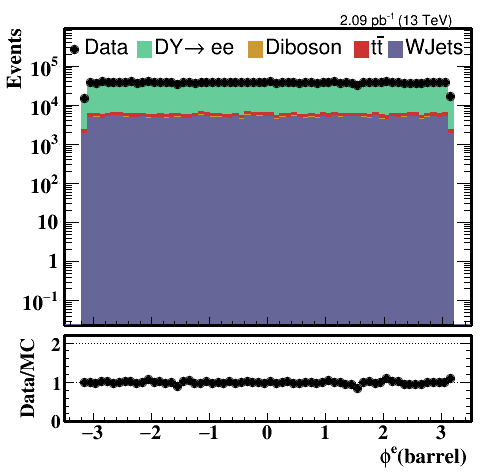 2.09 pb⁻¹ (13 TeV)
Events
Data DY→ ee Diboson tt̄ WJets
10⁵
10⁴
10³
10²
10
1
10⁻¹
Data/MC
2
1
0
−3 −2 −1 0 1 2 3
ϕᵉ(barrel)